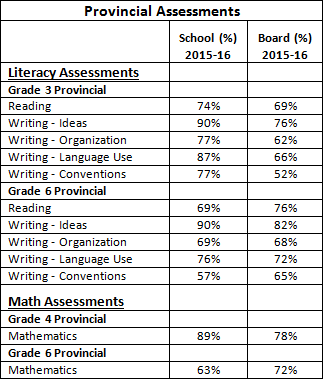 Provincial Assessments
School (%) Board (%)
2015-16 2015-16
Literacy Assessments
Grade 3 Provincial
Reading 74% 69%
Writing - Ideas 90% 76%
Writing - Organization 77% 62%
Writing - Language Use 87% 66%
Writing - Conventions 77% 52%
Grade 6 Provincial
Reading 69% 76%
Writing - Ideas 90% 82%
Writing - Organization 69% 68%
Writing - Language Use 76% 72%
Writing - Conventions 57% 65%
Math Assessments
Grade 4 Provincial
Mathematics 89% 78%
Grade 6 Provincial
Mathematics 63% 72%